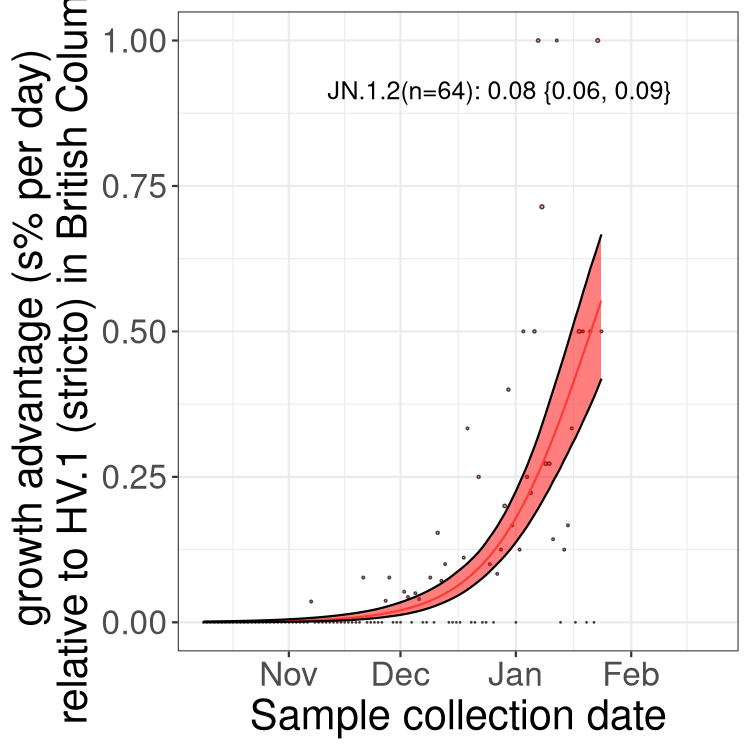 growth advantage (s% per day)
relative to HV.1 (stricto) in British Colum
1.00
0.75
0.50
0.25
0.00
JN.1.2(n=64): 0.08 {0.06, 0.09}
Nov Dec Jan Feb
Sample collection date